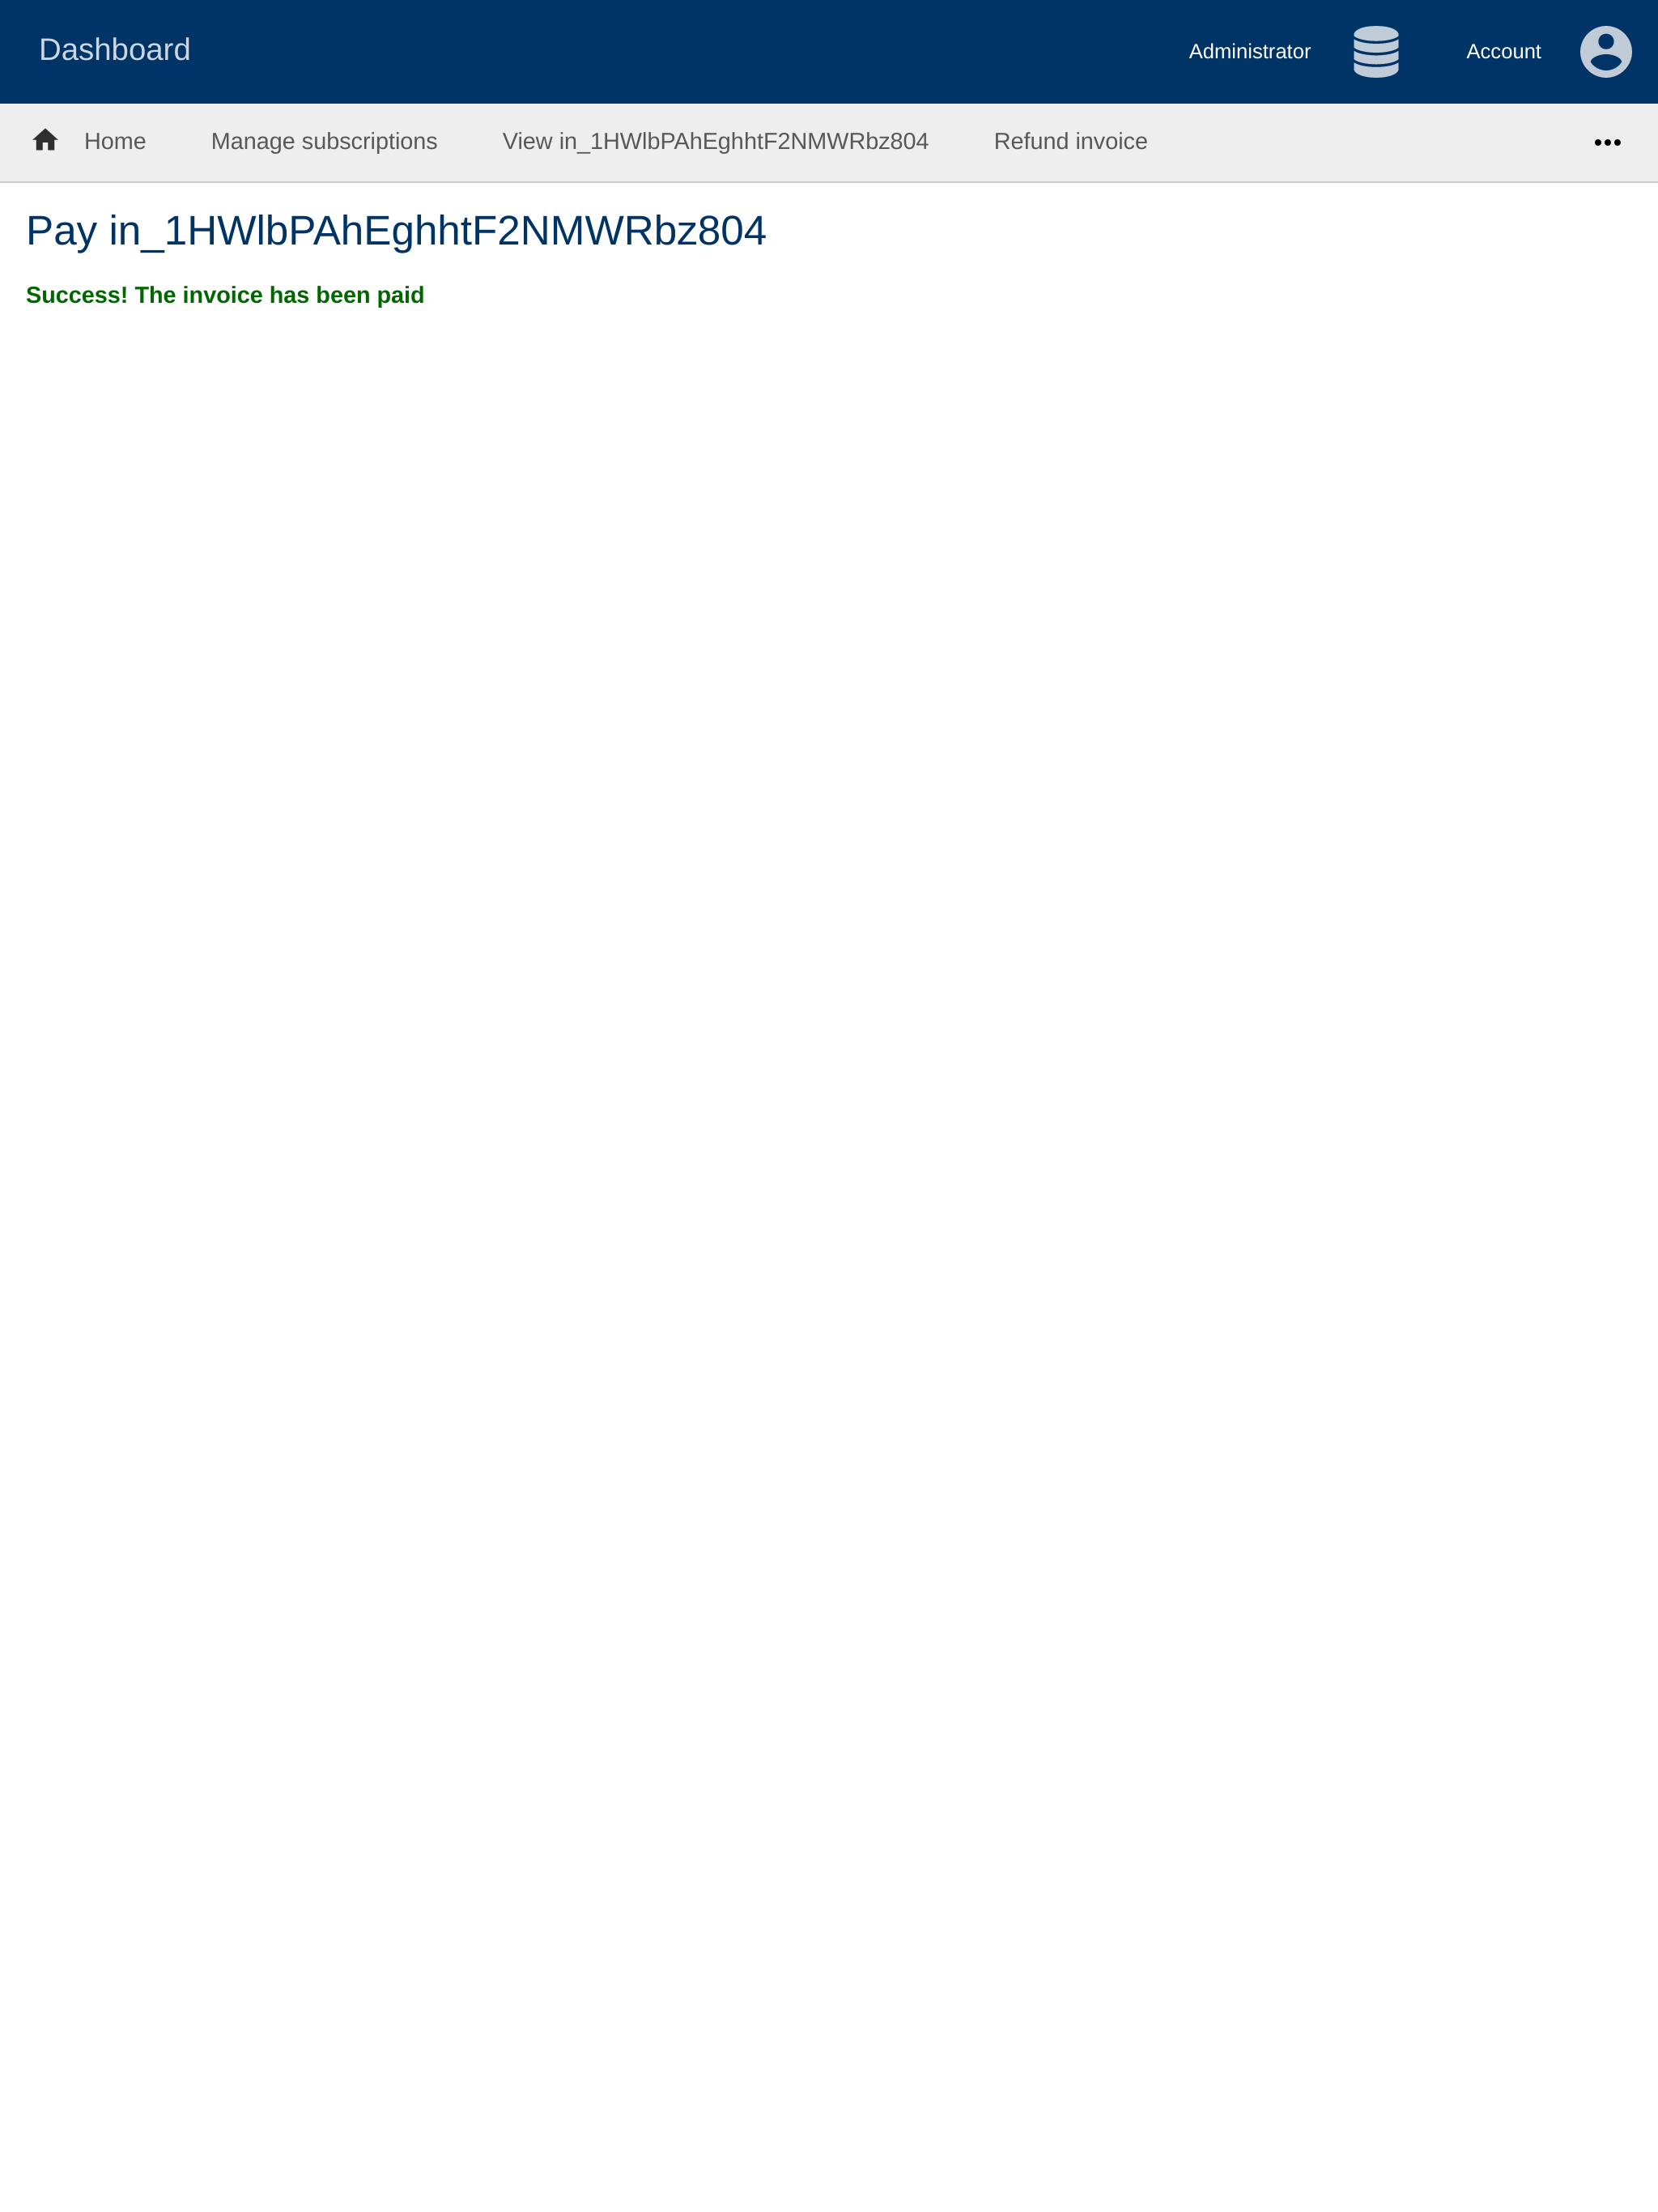 Dashboard
Administrator
Account
Home
Manage subscriptions
View in_1HWlbPAhEghhtF2NMWRbz804
Refund invoice
Pay in_1HWlbPAhEghhtF2NMWRbz804
Success! The invoice has been paid